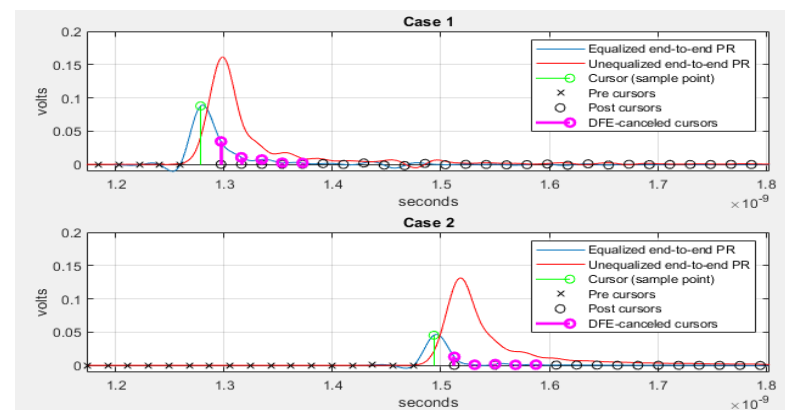 Case 1
0.2
0.15
0.1
0.05
0
volts
Equalized end-to-end PR
Unequalized end-to-end PR
Cursor (sample point)
Pre cursors
Post cursors
DFE-canceled cursors
1.2 1.3 1.4 1.5 1.6 1.7 1.8
seconds
×10⁻⁹
Case 2
0.2
0.15
0.1
0.05
0
volts
Equalized end-to-end PR
Unequalized end-to-end PR
Cursor (sample point)
Pre cursors
Post cursors
DFE-canceled cursors
1.2 1.3 1.4 1.5 1.6 1.7 1.8
seconds
×10⁻⁹